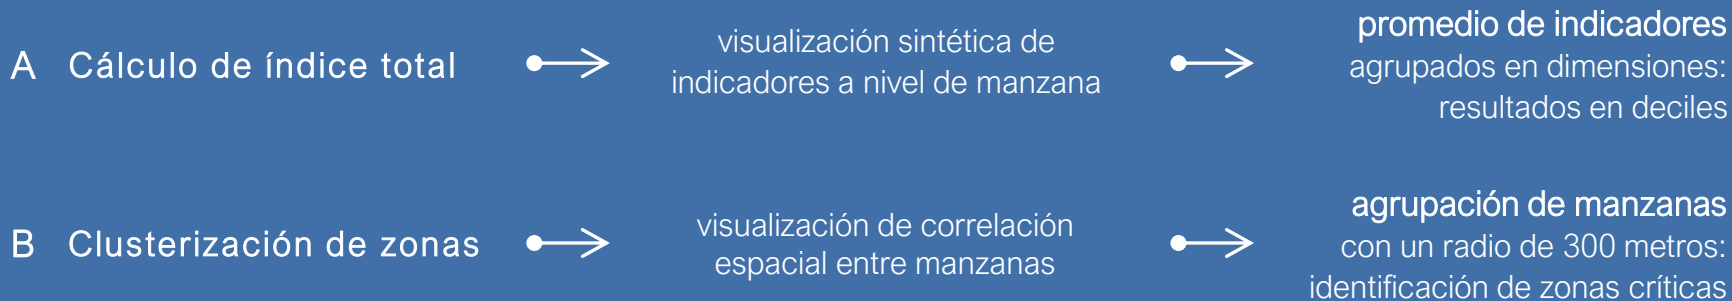 A Cálculo de índice total
visualización sintética de
indicadores a nivel de manzana
promedio de indicadores
agrupados en dimensiones:
resultados en deciles
B Clusterización de zonas
visualización de correlación
espacial entre manzanas
agrupación de manzanas
con un radio de 300 metros:
identificación de zonas críticas